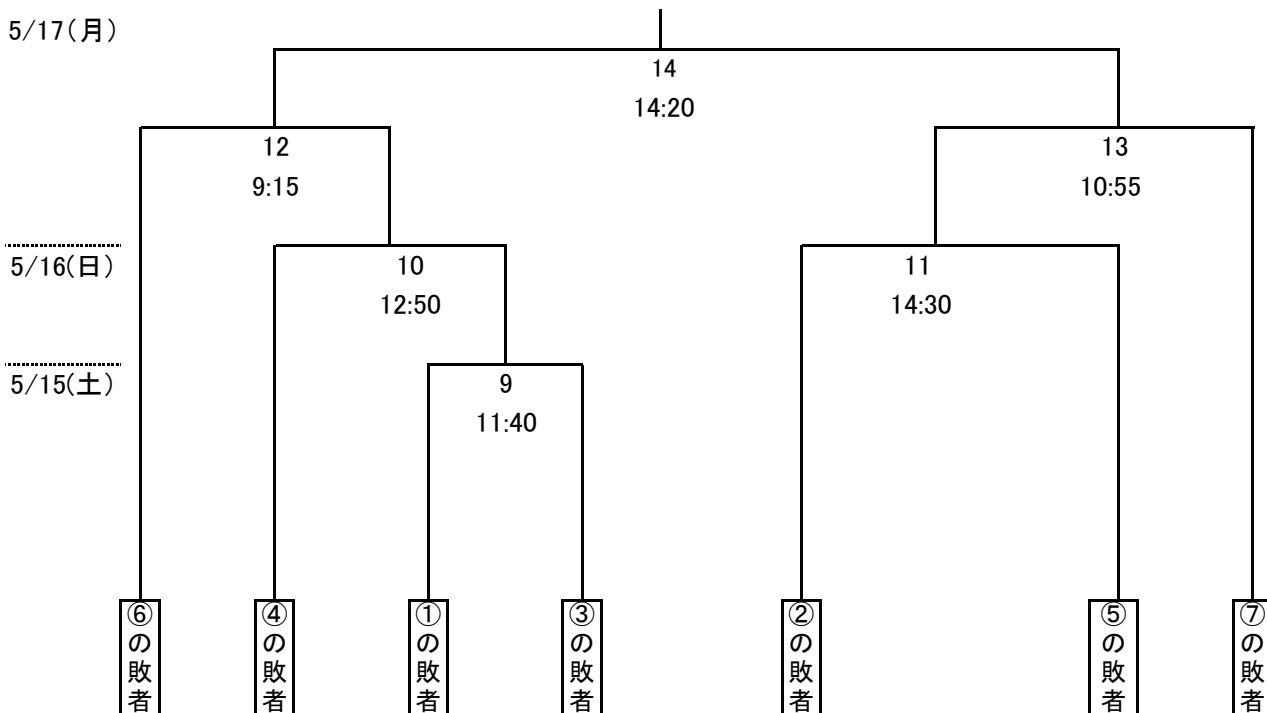 5/17(月)
14
14:20
12
9:15
13
10:55
5/16(日)
10
12:50
11
14:30
5/15(土)
9
11:40
⑥の敗者
④の敗者
①の敗者
③の敗者
②の敗者
⑤の敗者
⑦の敗者